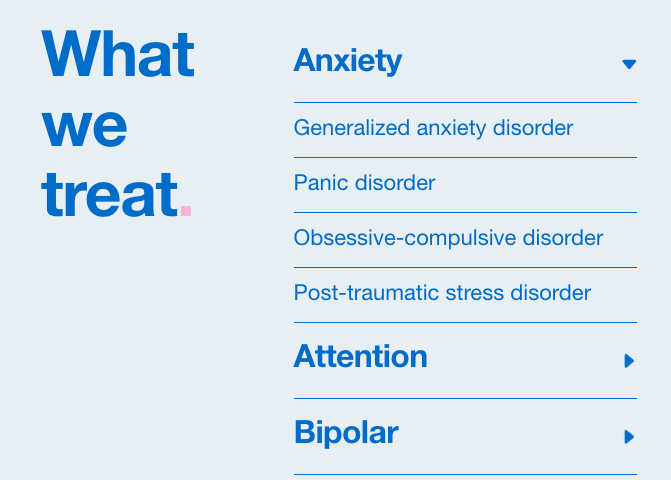 What
we
treat.
Anxiety
Generalized anxiety disorder
Panic disorder
Obsessive-compulsive disorder
Post-traumatic stress disorder
Attention
Bipolar